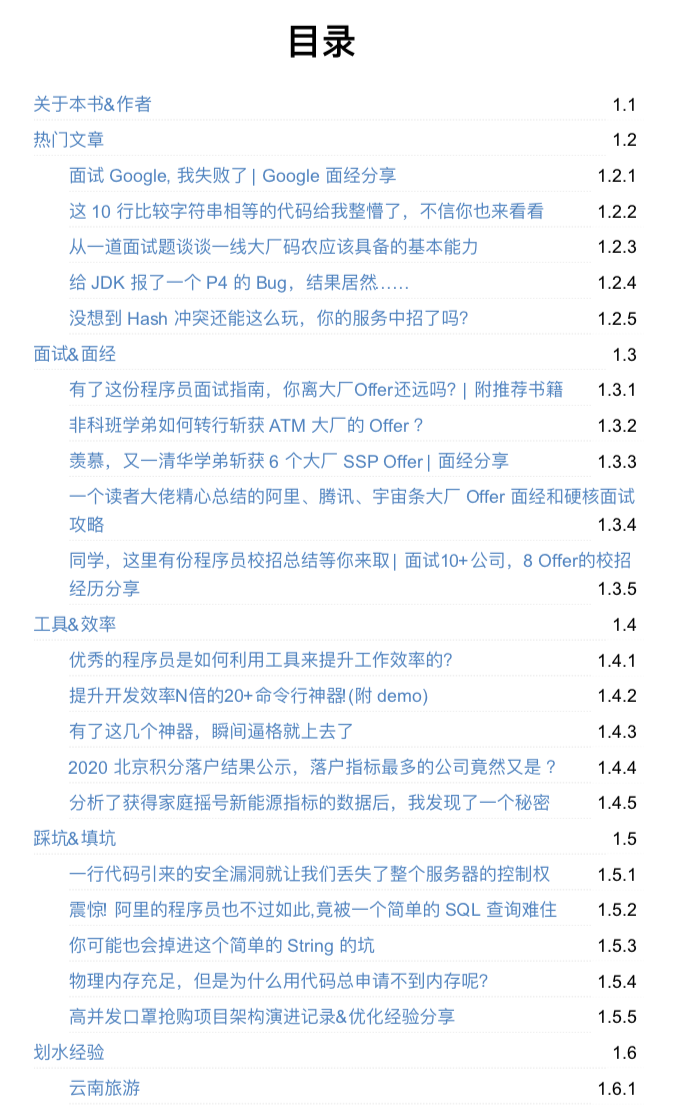 目录
关于本书&作者 1.1
热门文章 1.2
面试 Google, 我失败了| Google 面经分享 1.2.1
这 10 行比较字符串相等的代码给我整懵了，不信你也来看看 1.2.2
从一道面试题谈谈一线大厂码农应该具备的基本能力 1.2.3
给 JDK 报了一个 P4 的 Bug，结果居然..... 1.2.4
没想到 Hash 冲突还能这么玩，你的服务中招了吗？ 1.2.5
面试&面经 1.3
有了这份程序员面试指南，你离大厂Offer还远吗？| 附推荐书籍 1.3.1
非科班学弟如何转行斩获 ATM 大厂的 Offer ？ 1.3.2
羡慕，又一清华学弟斩获 6 个大厂 SSP Offer| 面经分享 1.3.3
一个读者大佬精心总结的阿里、腾讯、宇宙条大厂 Offer 面经和硬核面试
攻略 1.3.4
同学，这里有份程序员校招总结等你来取| 面试10+公司，8 Offer的校招
经历分享 1.3.5
工具&效率 1.4
优秀的程序员是如何利用工具来提升工作效率的？ 1.4.1
提升开发效率N倍的20+命令行神器!(附 demo) 1.4.2
有了这几个神器，瞬间逼格就上去了 1.4.3
2020 北京积分落户结果公示，落户指标最多的公司竟然又是 ？ 1.4.4
分析了获得家庭摇号新能源指标的数据后，我发现了一个秘密 1.4.5
踩坑&填坑 1.5
一行代码引来的安全漏洞就让我们丢失了整个服务器的控制权 1.5.1
震惊! 阿里的程序员也不过如此,竟被一个简单的 SQL 查询难住 1.5.2
你可能也会掉进这个简单的 String 的坑 1.5.3
物理内存充足，但是为什么用代码总申请不到内存呢？ 1.5.4
高并发口罩抢购项目架构演进记录&优化经验分享 1.5.5
划水经验 1.6
云南旅游 1.6.1